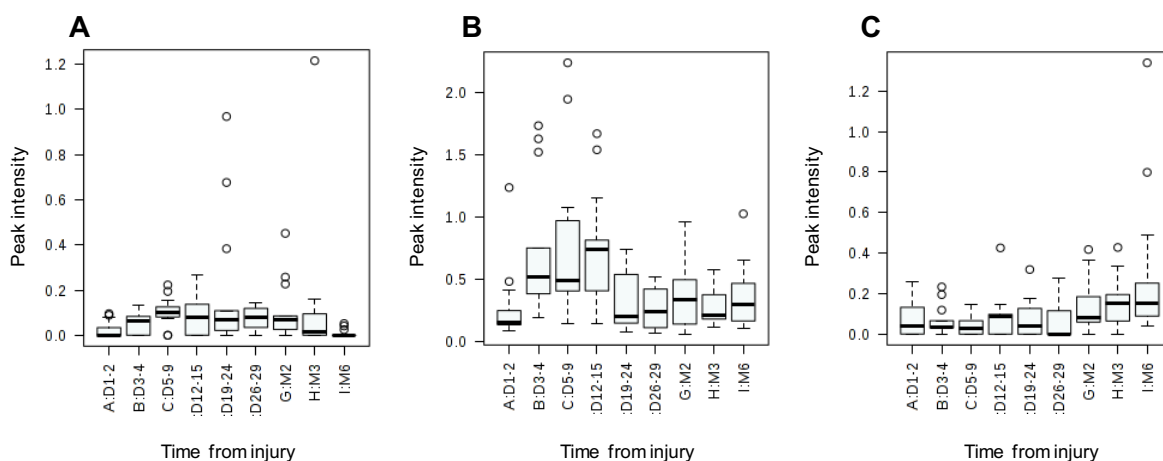 A
Peak intensity
1.2
1.0
0.8
0.6
0.4
0.2
0.0
A:D1-2
B:D3-4
C:D5-9
:D12-15
:D19-24
:D26-29
G:M2
H:M3
I:M6
Time from injury
B
Peak intensity
2.0
1.5
1.0
0.5
0.0
A:D1-2
B:D3-4
C:D5-9
:D12-15
:D19-24
:D26-29
G:M2
H:M3
I:M6
Time from injury
C
Peak intensity
1.2
1.0
0.8
0.6
0.4
0.2
0.0
A:D1-2
B:D3-4
C:D5-9
:D12-15
:D19-24
:D26-29
G:M2
H:M3
I:M6
Time from injury